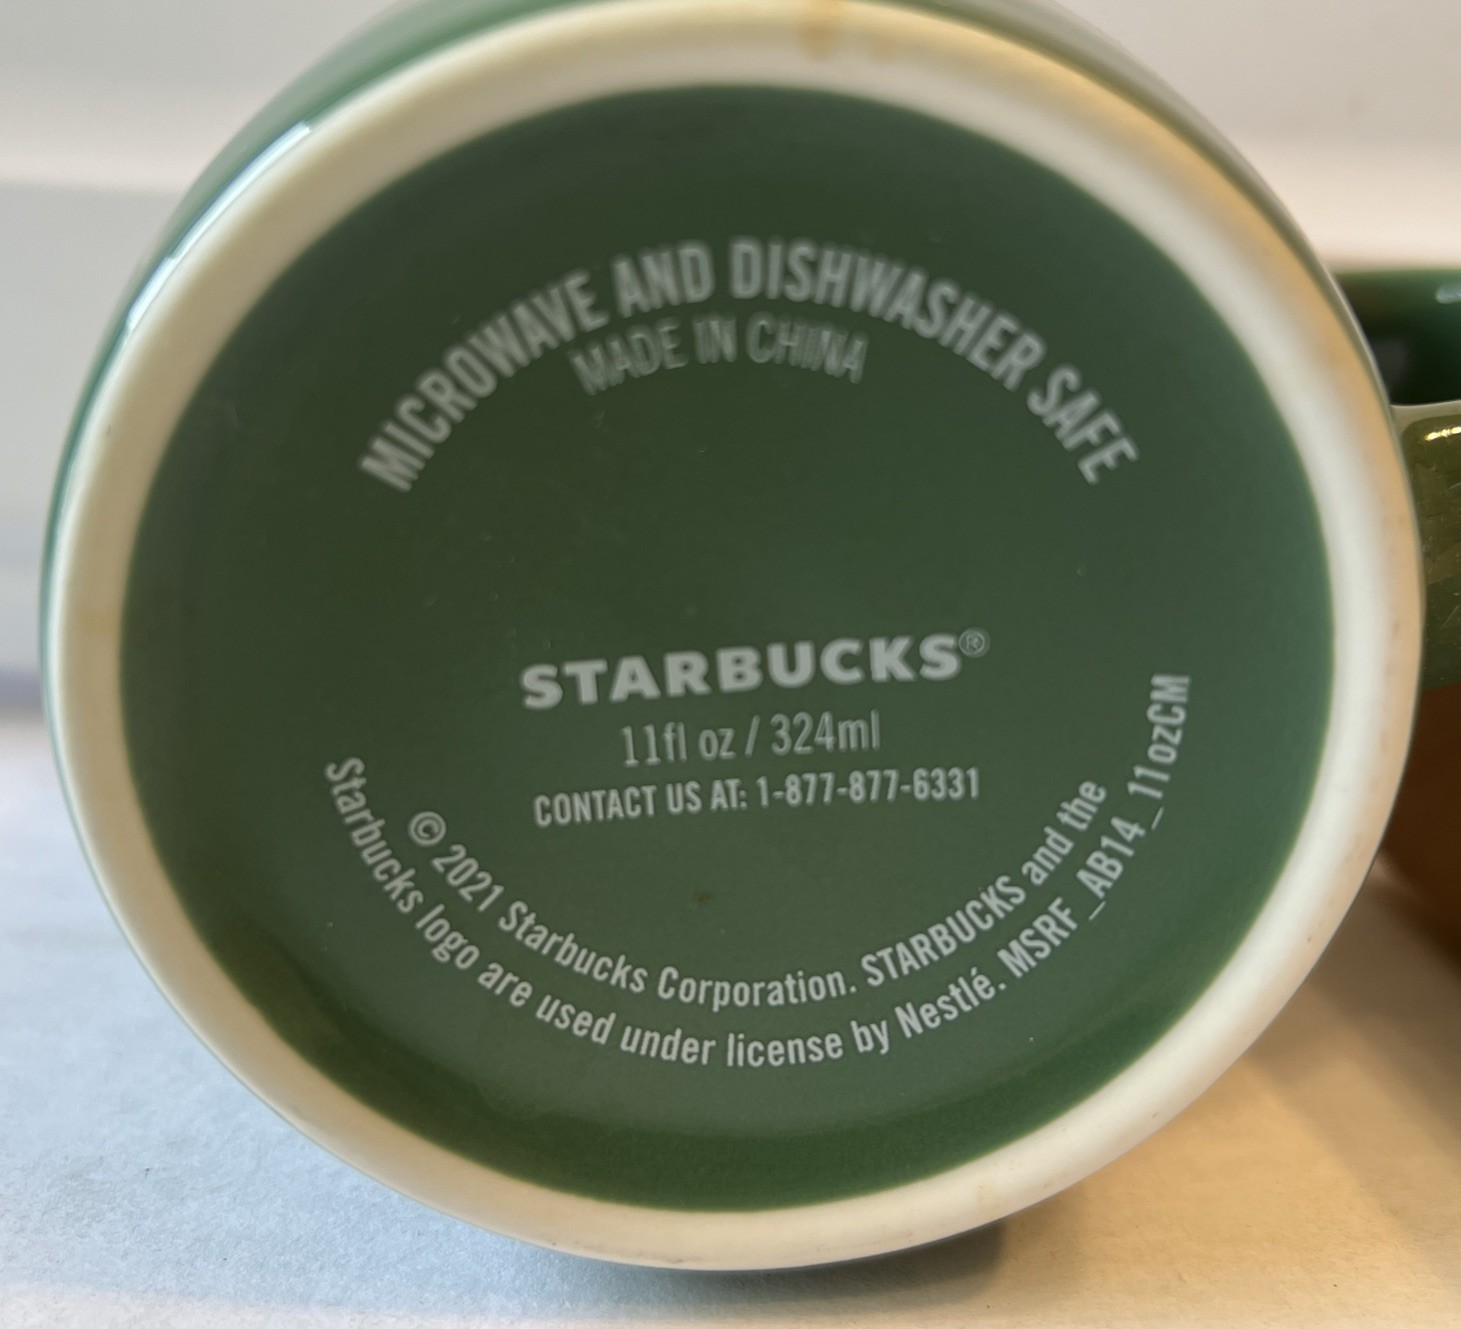 MICROWAVE AND DISHWASHER SAFE
MADE IN CHINA
STARBUCKS®
11fl oz / 324ml
CONTACT US AT: 1-877-877-6331
© 2021 Starbucks Corporation. STARBUCKS and the
Starbucks logo are used under license by Nestlé. MSRF_AB14_11ozCM